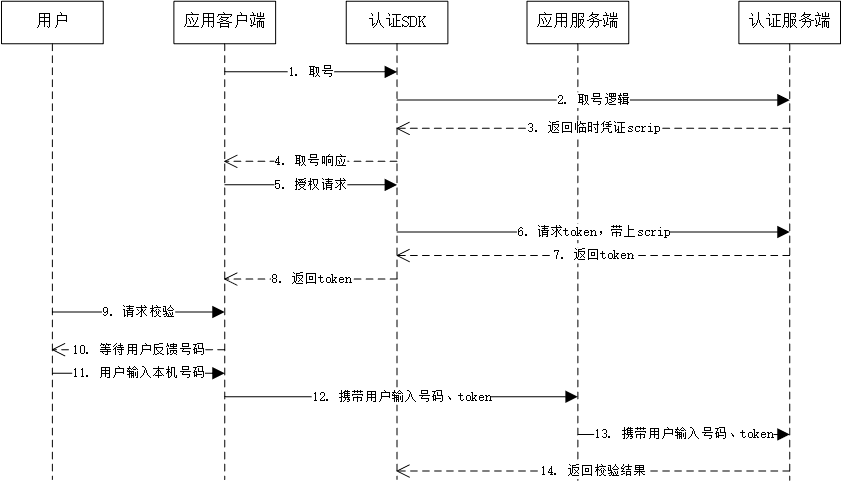 用户
应用客户端
认证SDK
应用服务端
认证服务端
1. 取号
2. 取号逻辑
3. 返回临时凭证scrip
4. 取号响应
5. 授权请求
6. 请求token，带上scrip
7. 返回token
8. 返回token
9. 请求校验
10. 等待用户反馈号码
11. 用户输入本机号码
12. 携带用户输入号码、token
13. 携带用户输入号码、token
14. 返回校验结果